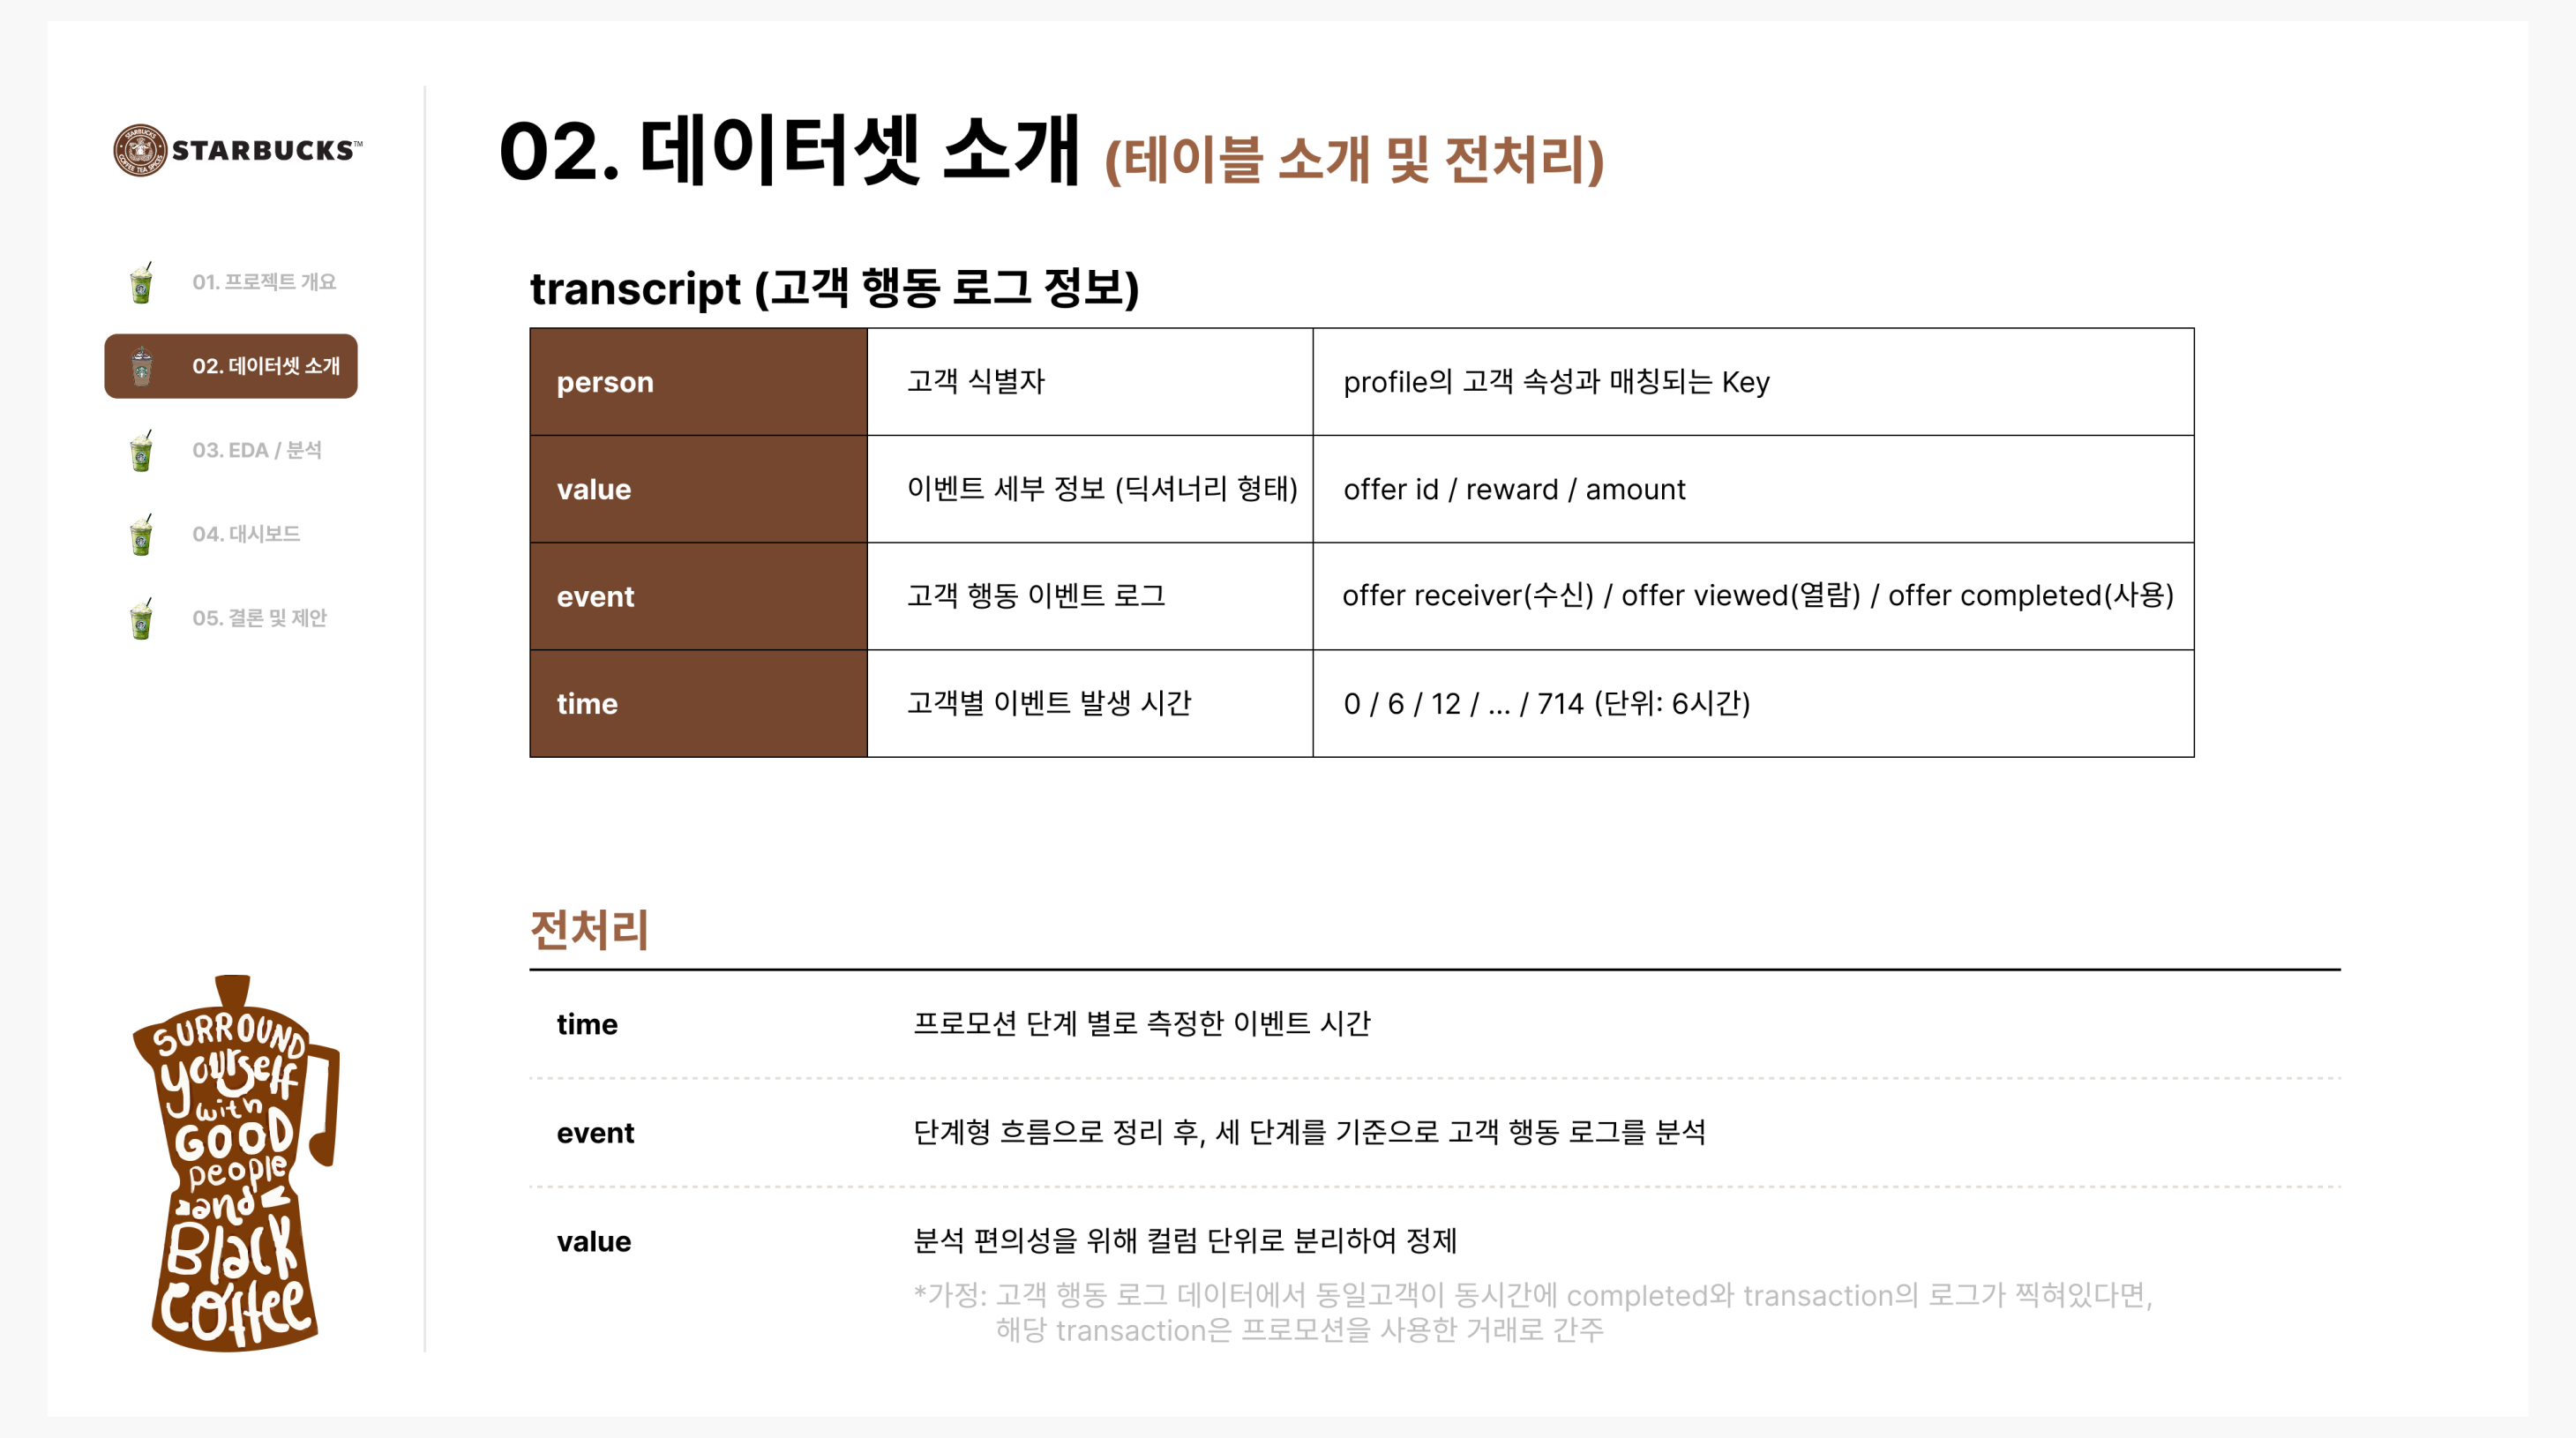 STARBUCKS™
01. 프로젝트 개요
02. 데이터셋 소개
03. EDA / 분석
04. 대시보드
05. 결론 및 제안
SURROUND
yourself
with
GOOD
people
and
Black
Coffee
02. 데이터셋 소개 (테이블 소개 및 전처리)
transcript (고객 행동 로그 정보)
person 고객 식별자 profile의 고객 속성과 매칭되는 Key
value 이벤트 세부 정보 (딕셔너리 형태) offer id / reward / amount
event 고객 행동 이벤트 로그 offer receiver(수신) / offer viewed(열람) / offer completed(사용)
time 고객별 이벤트 발생 시간 0 / 6 / 12 / ... / 714 (단위: 6시간)
전처리
time 프로모션 단계 별로 측정한 이벤트 시간
event 단계형 흐름으로 정리 후, 세 단계를 기준으로 고객 행동 로그를 분석
value 분석 편의성을 위해 컬럼 단위로 분리하여 정제
*가정: 고객 행동 로그 데이터에서 동일고객이 동시간에 completed와 transaction의 로그가 찍혀있다면,
해당 transaction은 프로모션을 사용한 거래로 간주